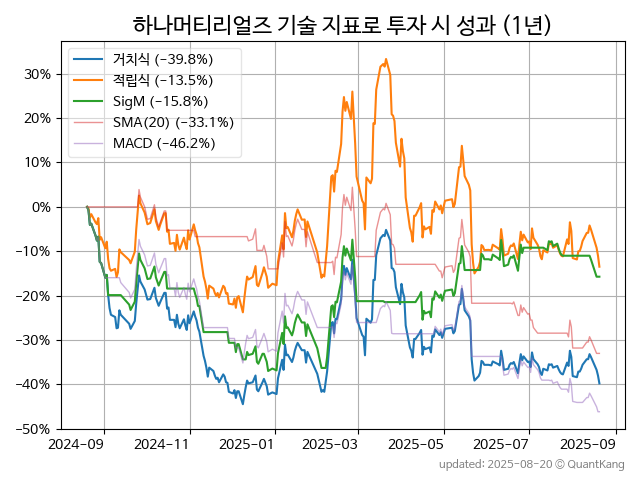 하나머티리얼즈 기술 지표로 투자 시 성과 (1년)
거치식 (−39.8%)
적립식 (−13.5%)
SigM (−15.8%)
SMA(20) (−33.1%)
MACD (−46.2%)
30%
20%
10%
0%
−10%
−20%
−30%
−40%
−50%
2024-09 2024-11 2025-01 2025-03 2025-05 2025-07 2025-09
updated: 2025-08-20 © QuantKang